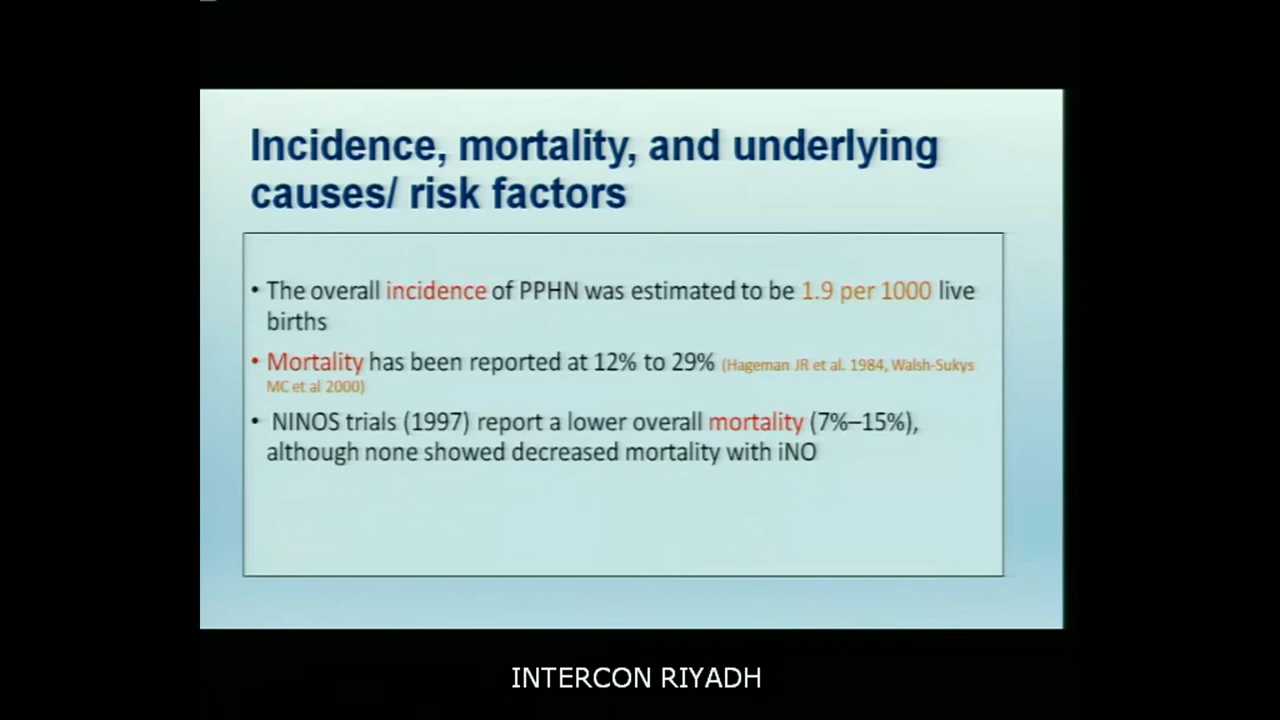 Incidence, mortality, and underlying
causes/ risk factors
• The overall incidence of PPHN was estimated to be 1.9 per 1000 live
births
• Mortality has been reported at 12% to 29% (Hageman JR et al. 1984, Walsh-Sukys
MC et al 2000)
• NINOS trials (1997) report a lower overall mortality (7%–15%),
although none showed decreased mortality with iNO
INTERCON RIYADH